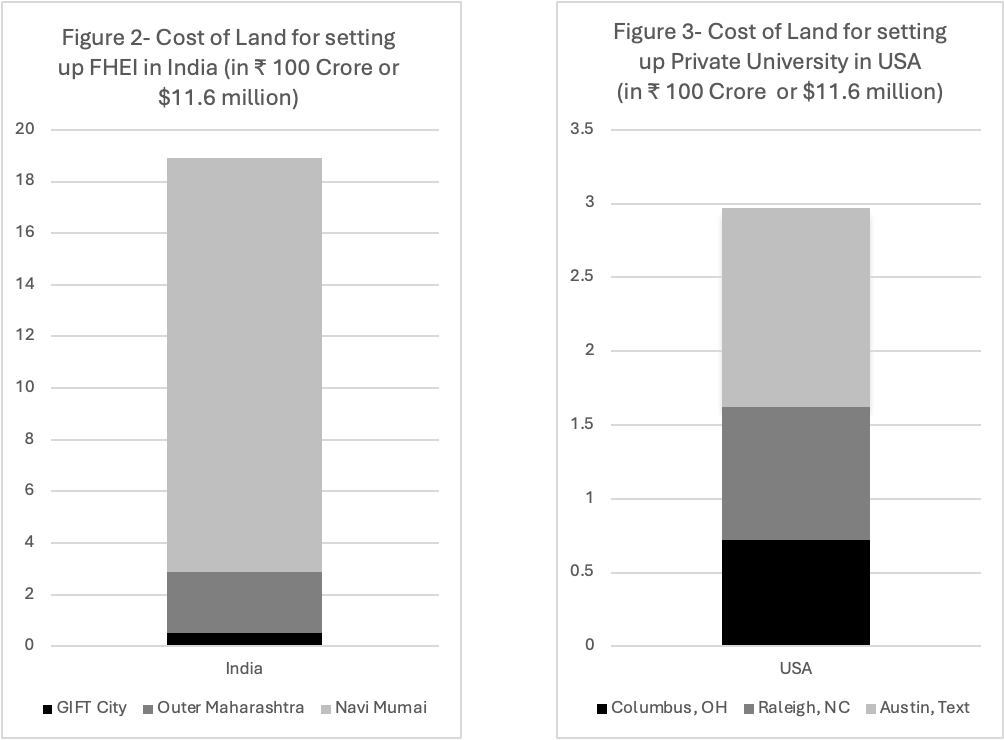 Figure 2- Cost of Land for setting
up FHEI in India (in ₹ 100 Crore or
$11.6 million)
20
18
16
14
12
10
8
6
4
2
0
India
GIFT City
Outer Maharashtra
Navi Mumai
Figure 3- Cost of Land for setting
up Private University in USA
(in ₹ 100 Crore or $11.6 million)
3.5
3
2.5
2
1.5
1
0.5
0
USA
Columbus, OH
Raleigh, NC
Austin, Text